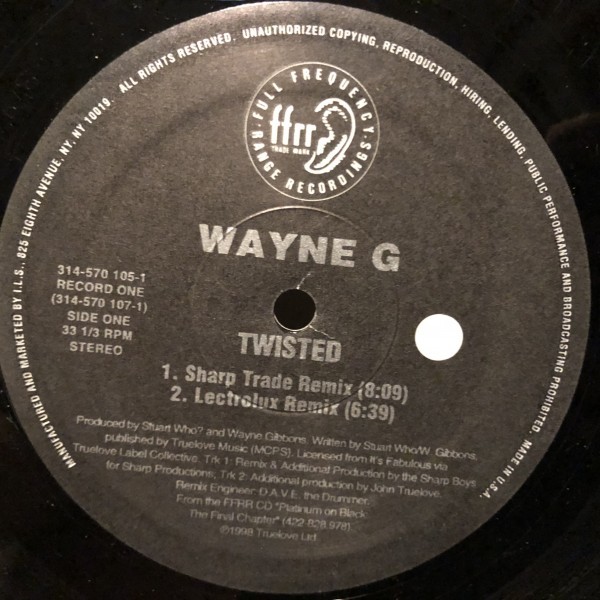 MANUFACTURED AND MARKETED BY I.L.S., 825 EIGHTH AVENUE, NY, NY 10019. ALL RIGHTS RESERVED. UNAUTHORIZED COPYING, REPRODUCTION, HIRING, LENDING, PUBLIC PERFORMANCE AND BROADCASTING PROHIBITED. MADE IN U.S.A.
FULL FREQUENCY
ffrr
TRADE MARK
RANGE RECORDINGS
WAYNE G
314-570 105-1
RECORD ONE
(314-570 107-1)
SIDE ONE
33 1/3 RPM
STEREO
TWISTED
1. Sharp Trade Remix (8:09)
2. Lectrolux Remix (6:39)
Produced by Stuart Who? and Wayne Gibbons. Written by Stuart Who/W. Gibbons,
published by Truelove Music (MCPS). Licensed from It's Fabulous via
Truelove Label Collective. Trk 1: Remix & Additional Production by the Sharp Boys
for Sharp Productions; Trk 2: Additional production by John Truelove.
Remix Engineer: D.A.V.E. the Drummer.
From the FFRR CD "Platinum on Black:
The Final Chapter" (422 828 978)
©1998 Truelove Ltd.